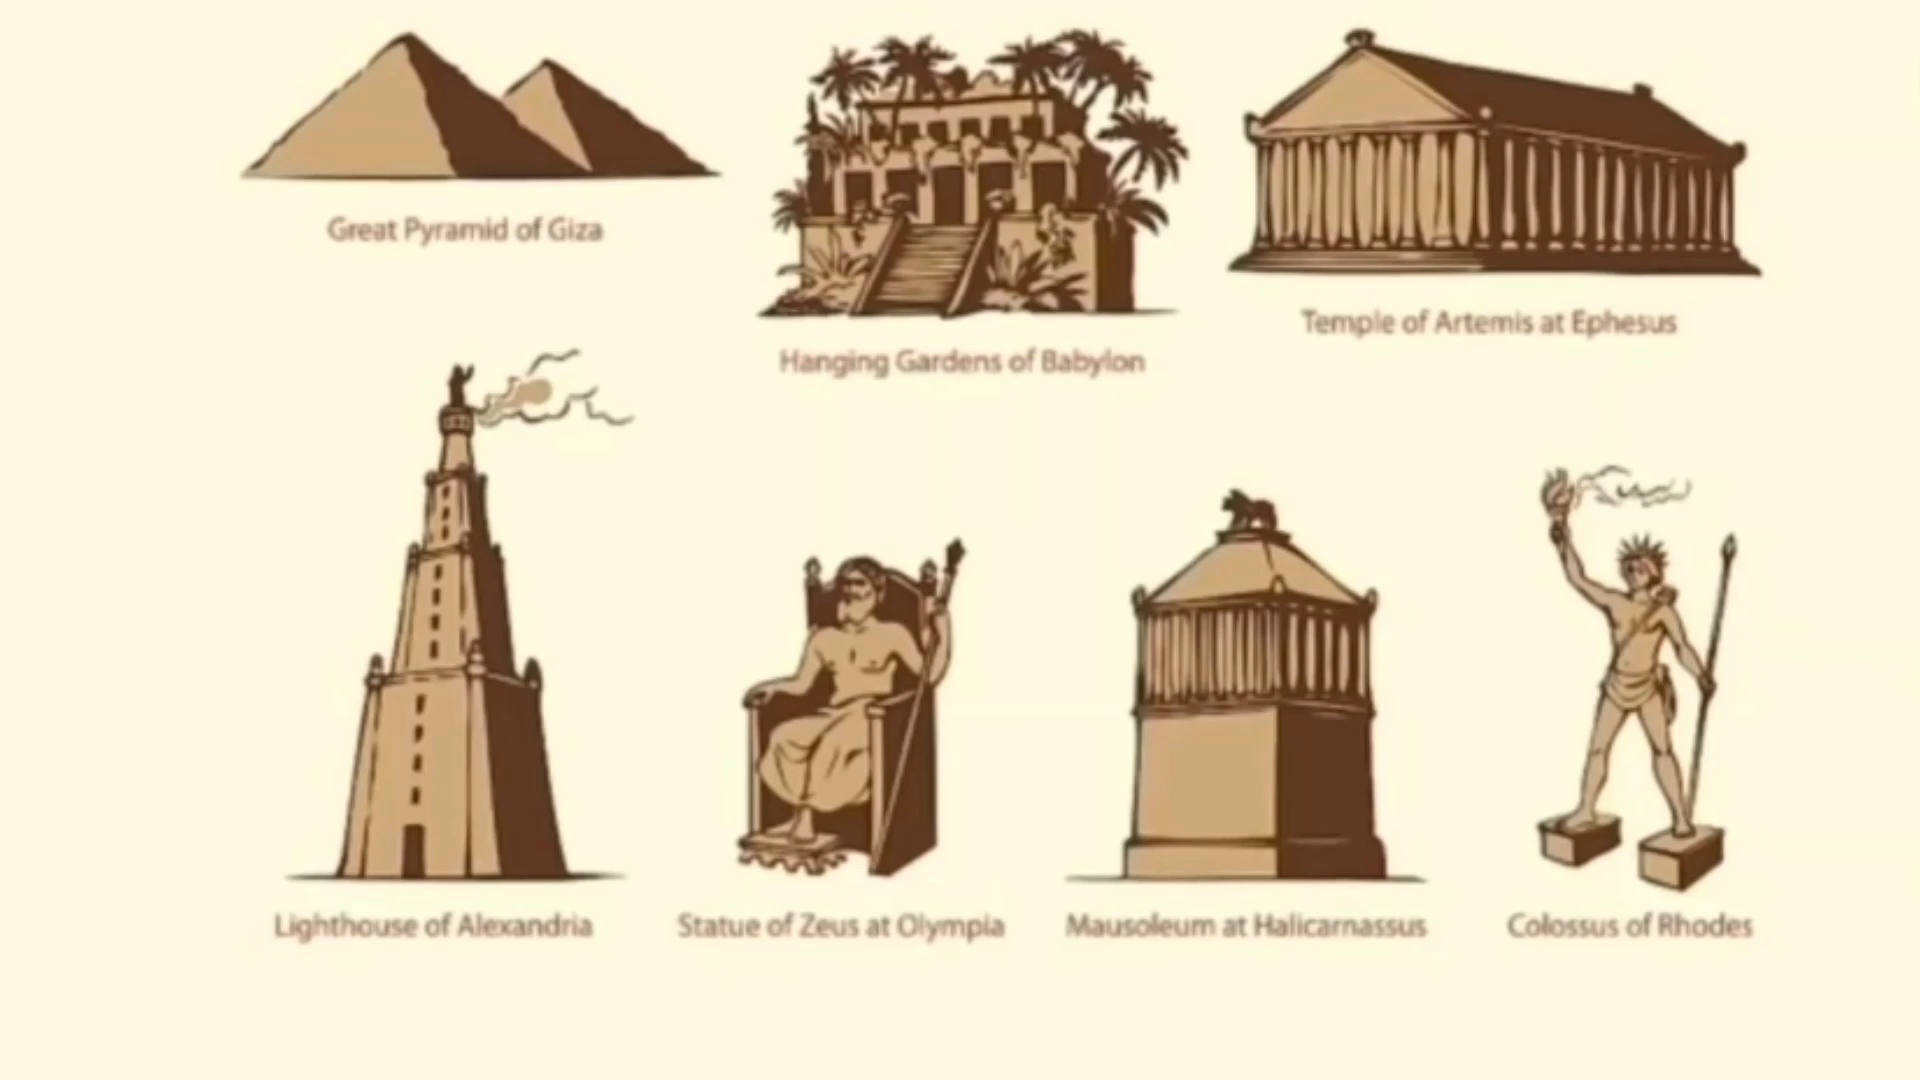 Great Pyramid of Giza
Hanging Gardens of Babylon
Temple of Artemis at Ephesus
Lighthouse of Alexandria
Statue of Zeus at Olympia
Mausoleum at Halicarnassus
Colossus of Rhodes